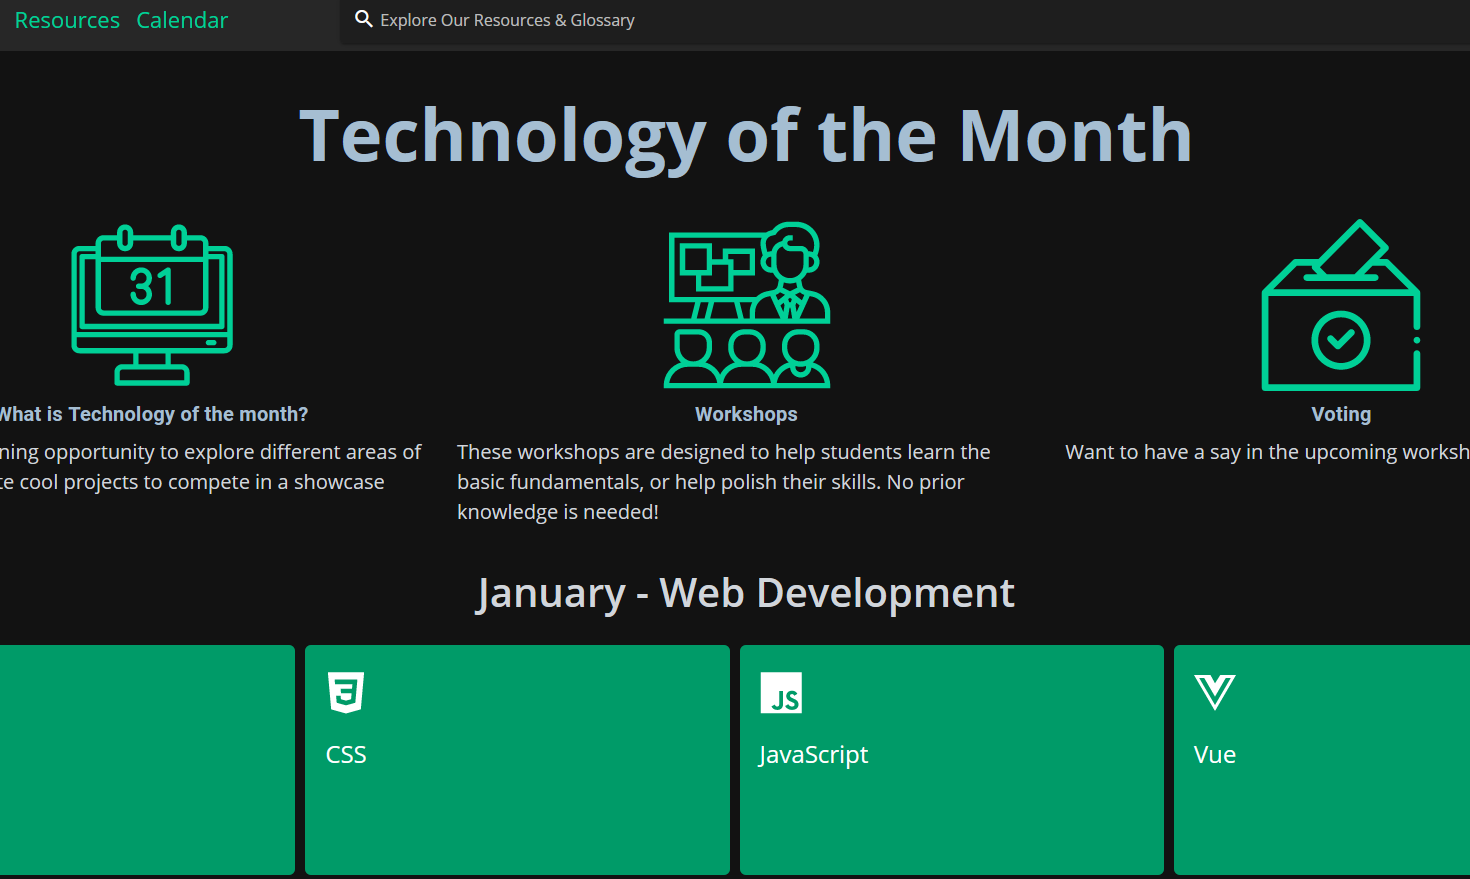 Resources Calendar
Explore Our Resources & Glossary
Technology of the Month
31
What is Technology of the month?
ning opportunity to explore different areas of
te cool projects to compete in a showcase
Workshops
These workshops are designed to help students learn the
basic fundamentals, or help polish their skills. No prior
knowledge is needed!
Voting
Want to have a say in the upcoming worksh
January - Web Development
CSS
JS
JavaScript
Vue